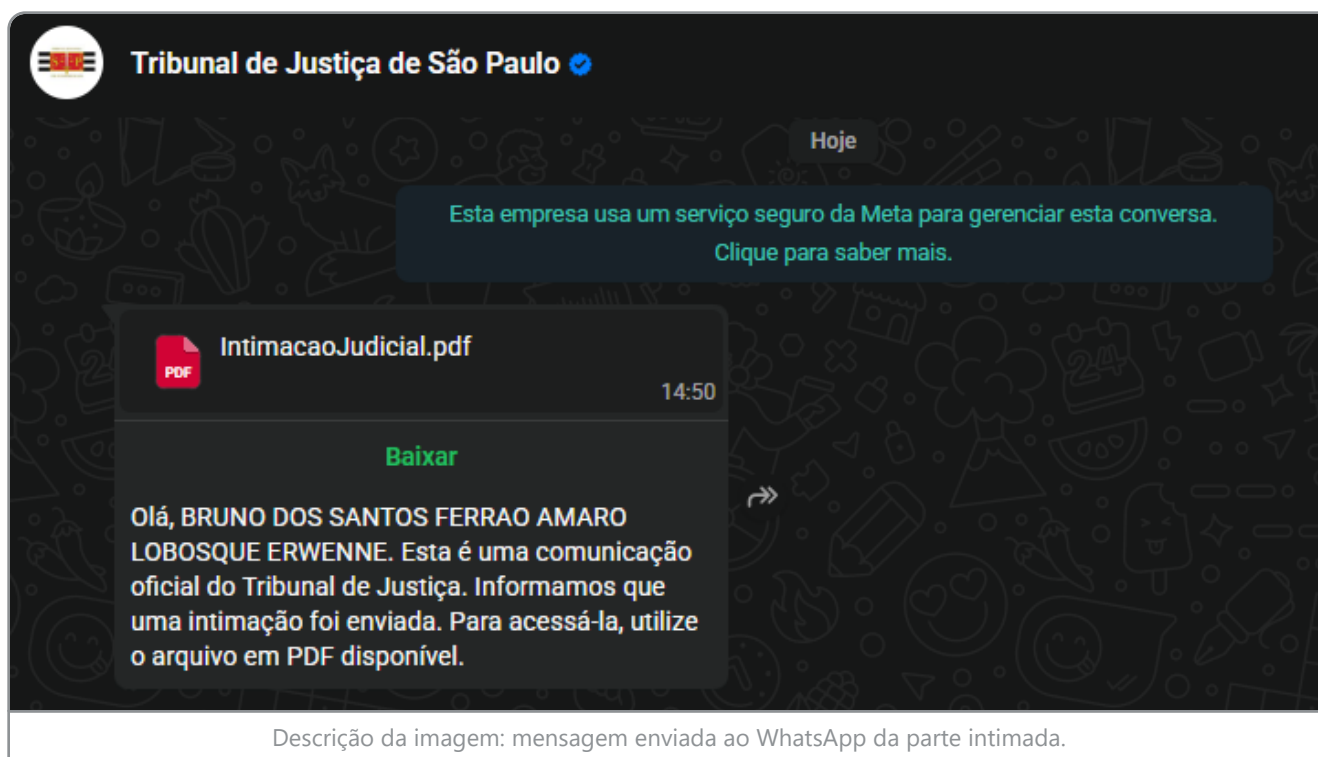 Tribunal de Justiça de São Paulo
Hoje
Esta empresa usa um serviço seguro da Meta para gerenciar esta conversa.
Clique para saber mais.
IntimacaoJudicial.pdf
PDF
14:50
Baixar
Olá, BRUNO DOS SANTOS FERRAO AMARO
LOBOSQUE ERWENNE. Esta é uma comunicação
oficial do Tribunal de Justiça. Informamos que
uma intimação foi enviada. Para acessá-la, utilize
o arquivo em PDF disponível.
Descrição da imagem: mensagem enviada ao WhatsApp da parte intimada.